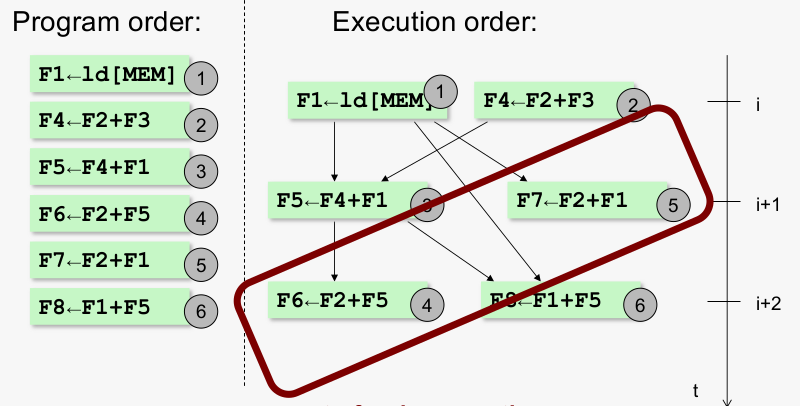 Program order:
F1←ld[MEM] 1
F4←F2+F3 2
F5←F4+F1 3
F6←F2+F5 4
F7←F2+F1 5
F8←F1+F5 6
Execution order:
F1←ld[MEM] 1
F4←F2+F3 2
i
F5←F4+F1 3
F7←F2+F1 5
i+1
F6←F2+F5 4
F8←F1+F5 6
i+2
t